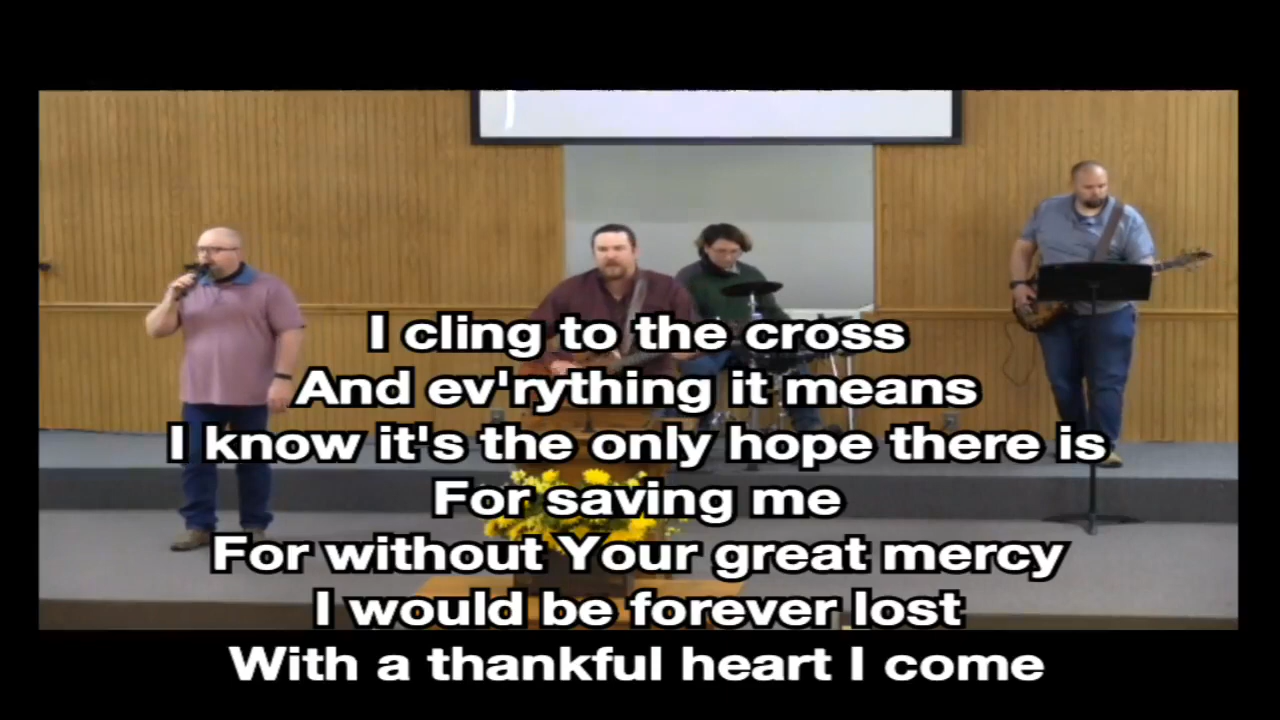 I cling to the cross
And ev'rything it means
I know it's the only hope there is
For saving me
For without Your great mercy
I would be forever lost
With a thankful heart I come